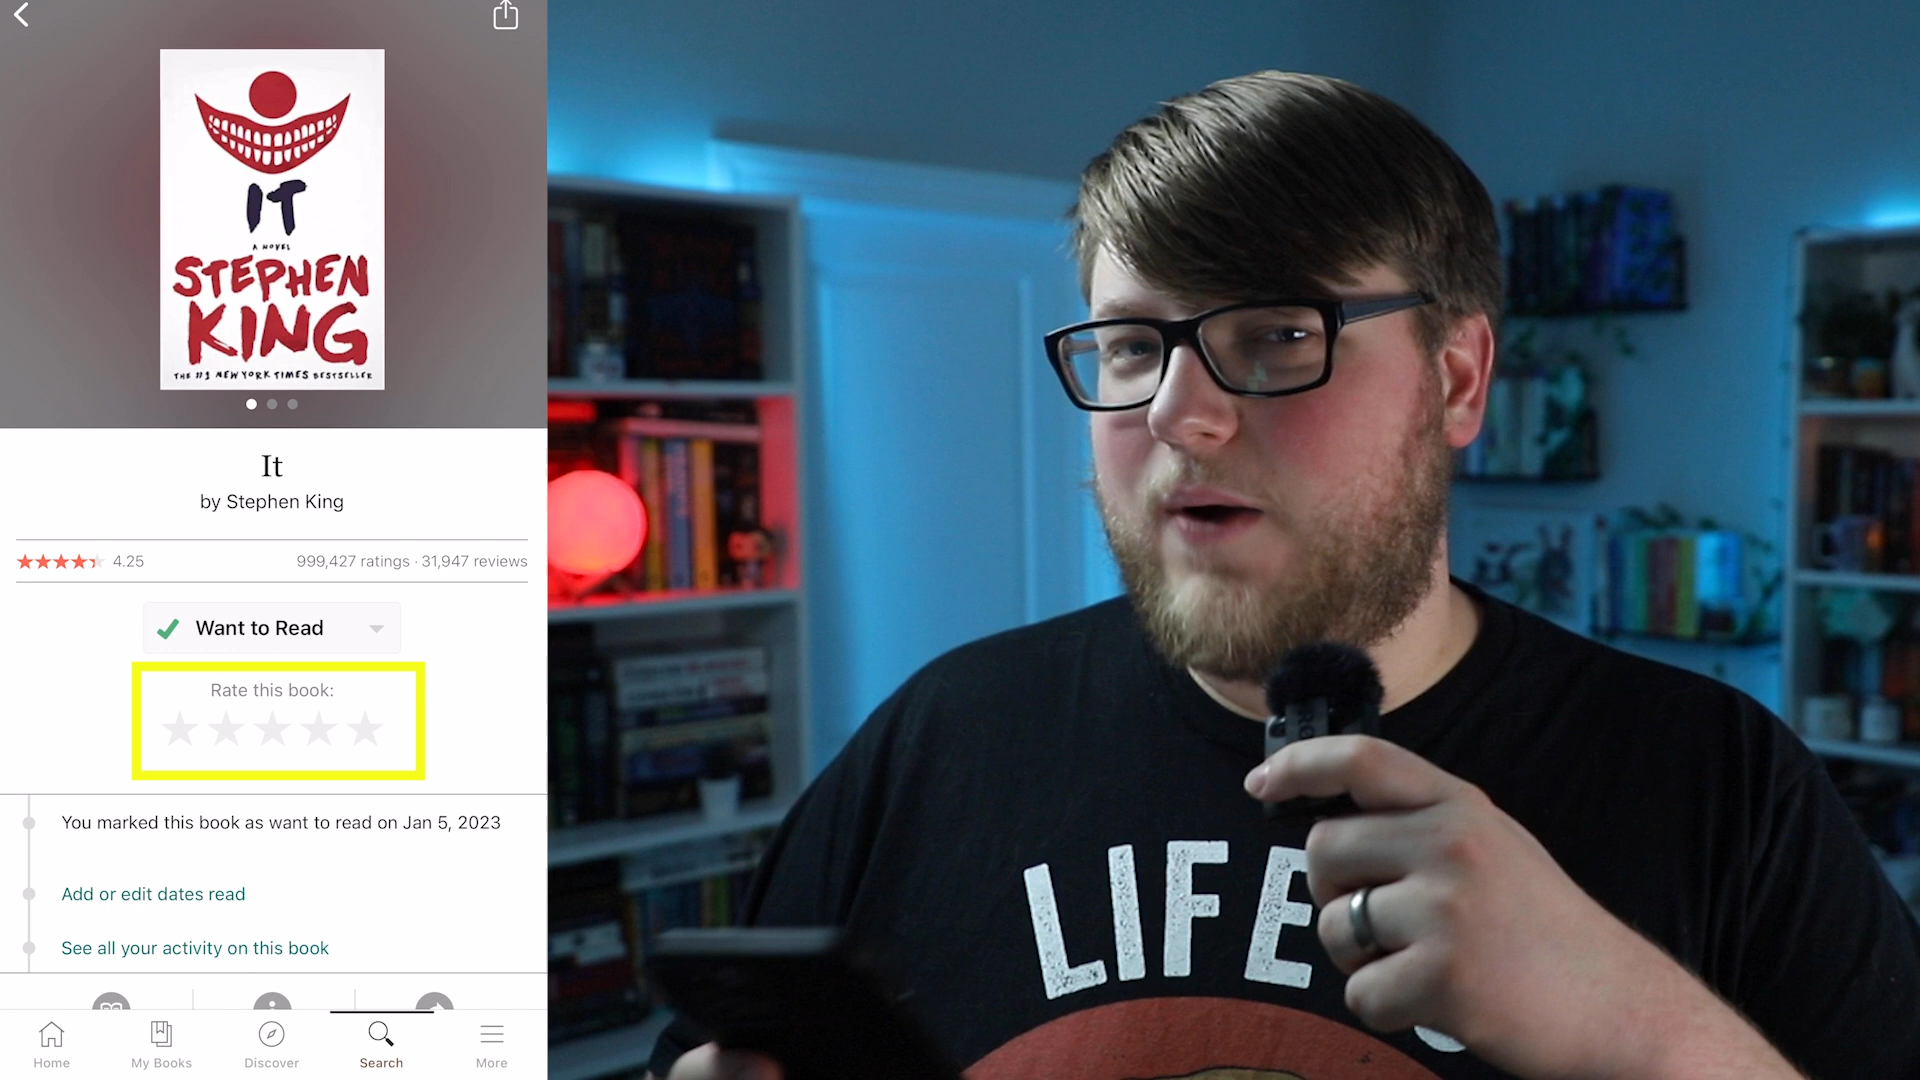 IT
A NOVEL
STEPHEN
KING
THE #1 NEW YORK TIMES BESTSELLER
It
by Stephen King
4.25
999,427 ratings · 31,947 reviews
Want to Read
Rate this book:
You marked this book as want to read on Jan 5, 2023
Add or edit dates read
See all your activity on this book
Home
My Books
Discover
Search
More
LIFE